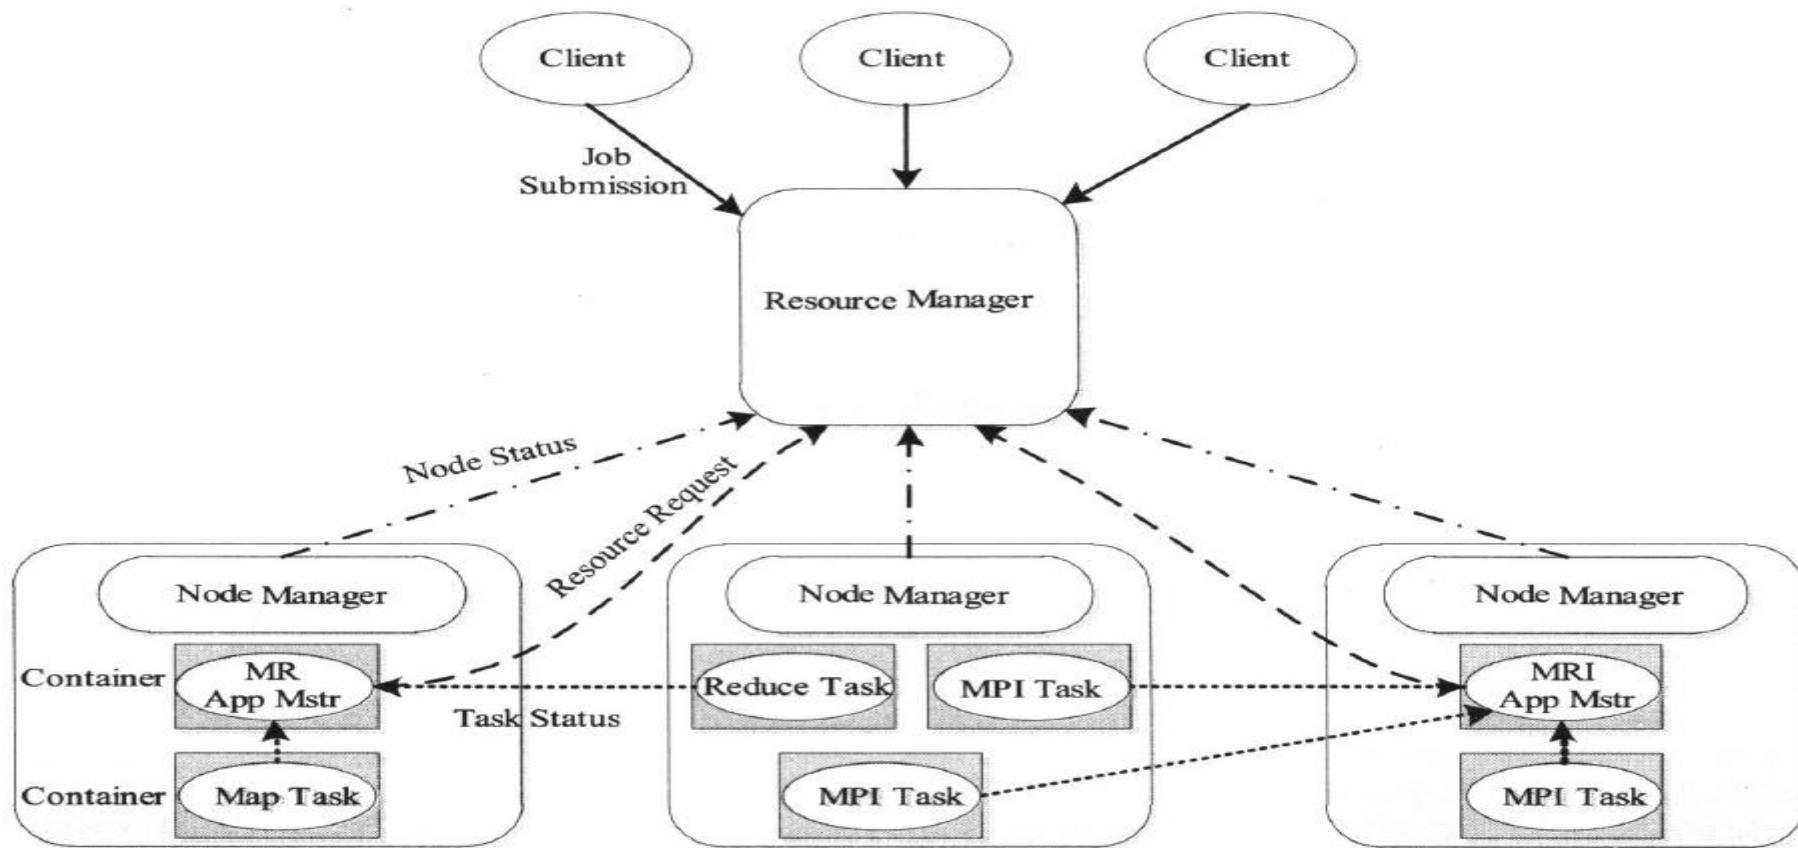 Client
Client
Client
Job
Submission
Resource Manager
Node Status
Resource Request
Node Manager
Node Manager
Node Manager
Container
MR
App Mstr
Reduce Task
MPI Task
MRI
App Mstr
Task Status
Container
Map Task
MPI Task
MPI Task